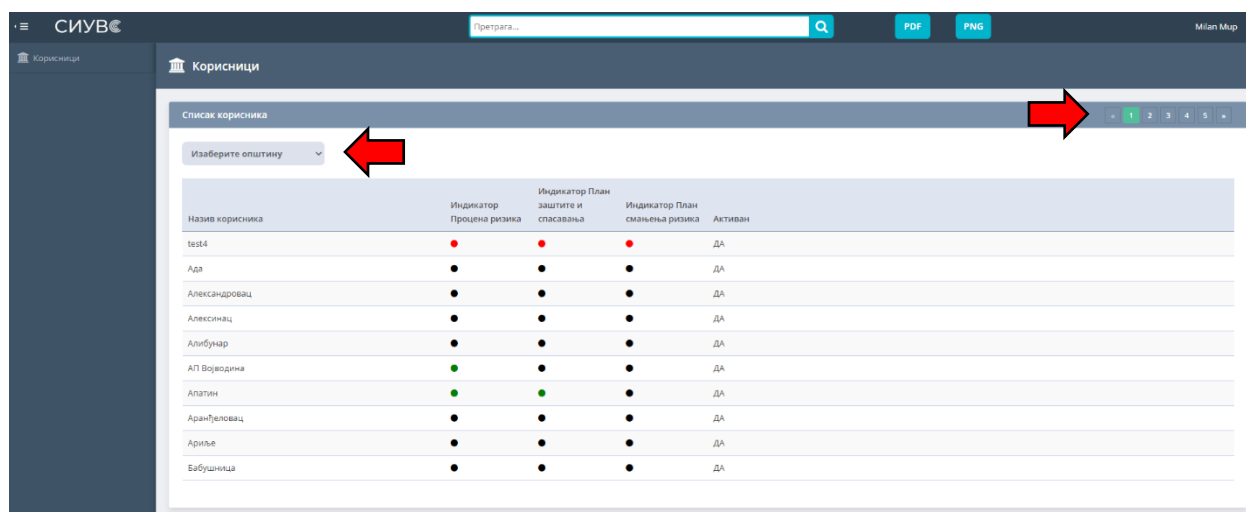 СИУВС
Претрага...
PDF
PNG
Milan Mup
Корисници
Корисници
Списак корисника
« 1 2 3 4 5 »
Изаберите општину
Назив корисника
Индикатор
Процена ризика
Индикатор План
заштите и
спасавања
Индикатор План
смањења ризика
Активан
test4 ДА
Ада ДА
Александровац ДА
Алексинац ДА
Алибунар ДА
АП Војводина ДА
Апатин ДА
Аранђеловац ДА
Ариље ДА
Бабушница ДА